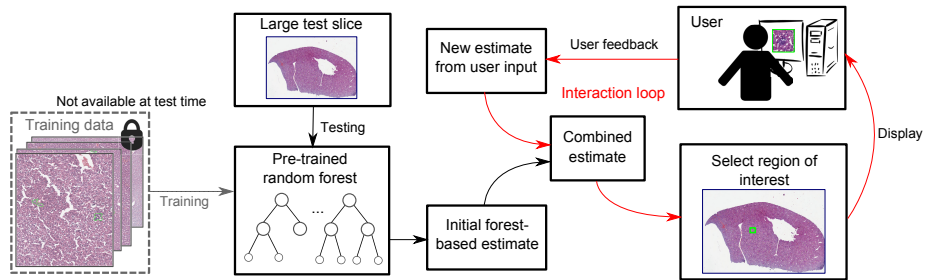 Not available at test time
Training data
Training
Large test slice
Testing
Pre-trained
random forest
...
Initial forest-
based estimate
New estimate
from user input
Combined
estimate
Interaction loop
User feedback
User
Display
Select region of
interest